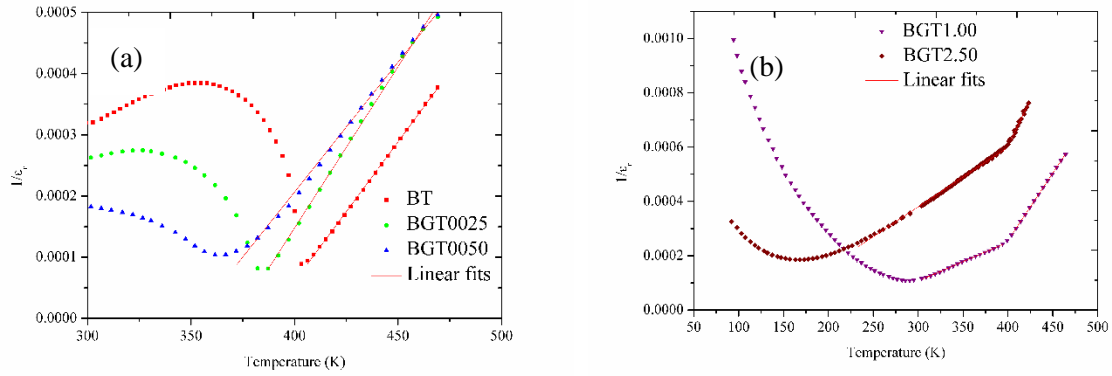 (a)
0.0005
0.0004
0.0003
0.0002
0.0001
0.0000
1/εr
300
350
400
450
500
Temperature (K)
BT
BGT0025
BGT0050
Linear fits
(b)
0.0010
0.0008
0.0006
0.0004
0.0002
0.0000
1/εr
50
100
150
200
250
300
350
400
450
500
Temperature (K)
BGT1.00
BGT2.50
Linear fits